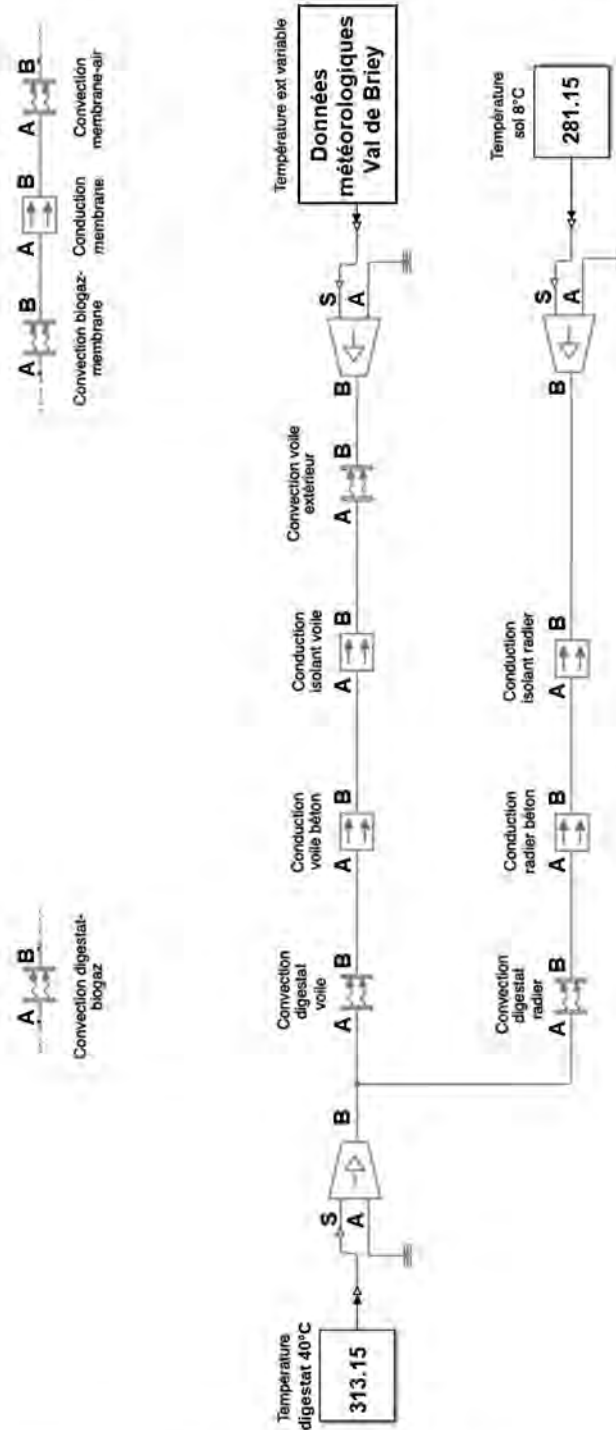 A
B
Convection digestat-
biogaz
A
B
Convection biogaz-
membrane
A
B
Conduction
membrane
A
B
Convection
membrane-air
Température
digestat 40°C
313.15
S
A
B
Convection
digestat
voile
A
B
Conduction
voile béton
A
B
Conduction
isolant voile
A
B
Convection voile
extérieur
A
B
B
S
A
Température ext variable
Données
météorologiques
Val de Briey
Convection
digestat
radier
A
B
Conduction
radier béton
A
B
Conduction
isolant radier
A
B
B
S
A
Température
sol 8°C
281.15